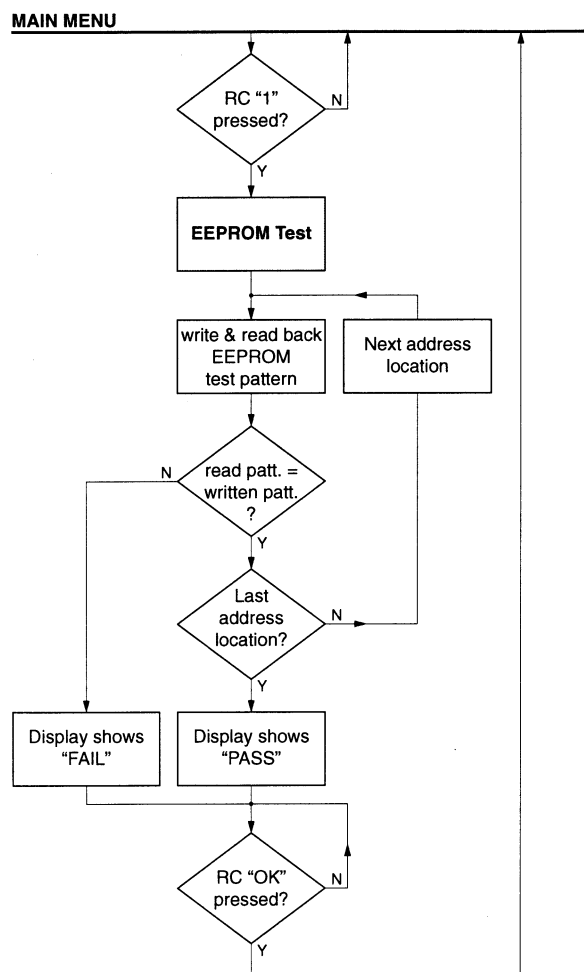 MAIN MENU
RC “1”
pressed?
N
Y
EEPROM Test
write & read back
EEPROM
test pattern
Next address
location
N
read patt. =
written patt.
?
Y
Last
address
location?
N
Y
Display shows
“FAIL”
Display shows
“PASS”
RC “OK”
pressed?
N
Y